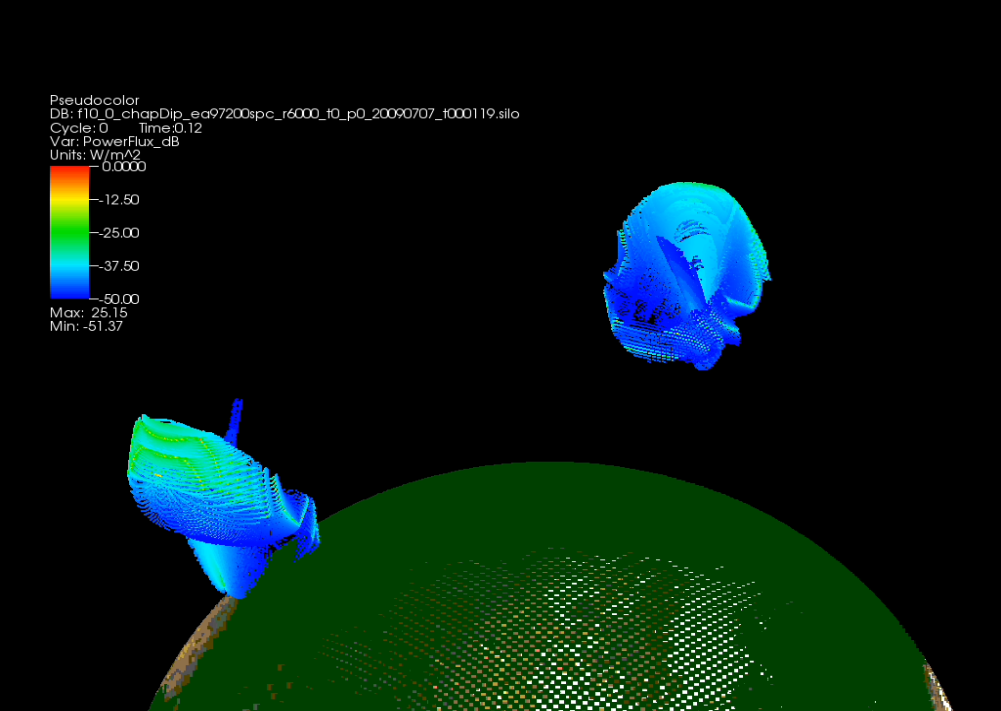 Pseudocolor
DB: f10_0_chapDip_ea97200spc_r6000_t0_p0_20090707_t000119.silo
Cycle: 0 Time:0.12
Var: PowerFlux_dB
Units: W/m^2
0.0000
-12.50
-25.00
-37.50
-50.00
Max: 25.15
Min: -51.37